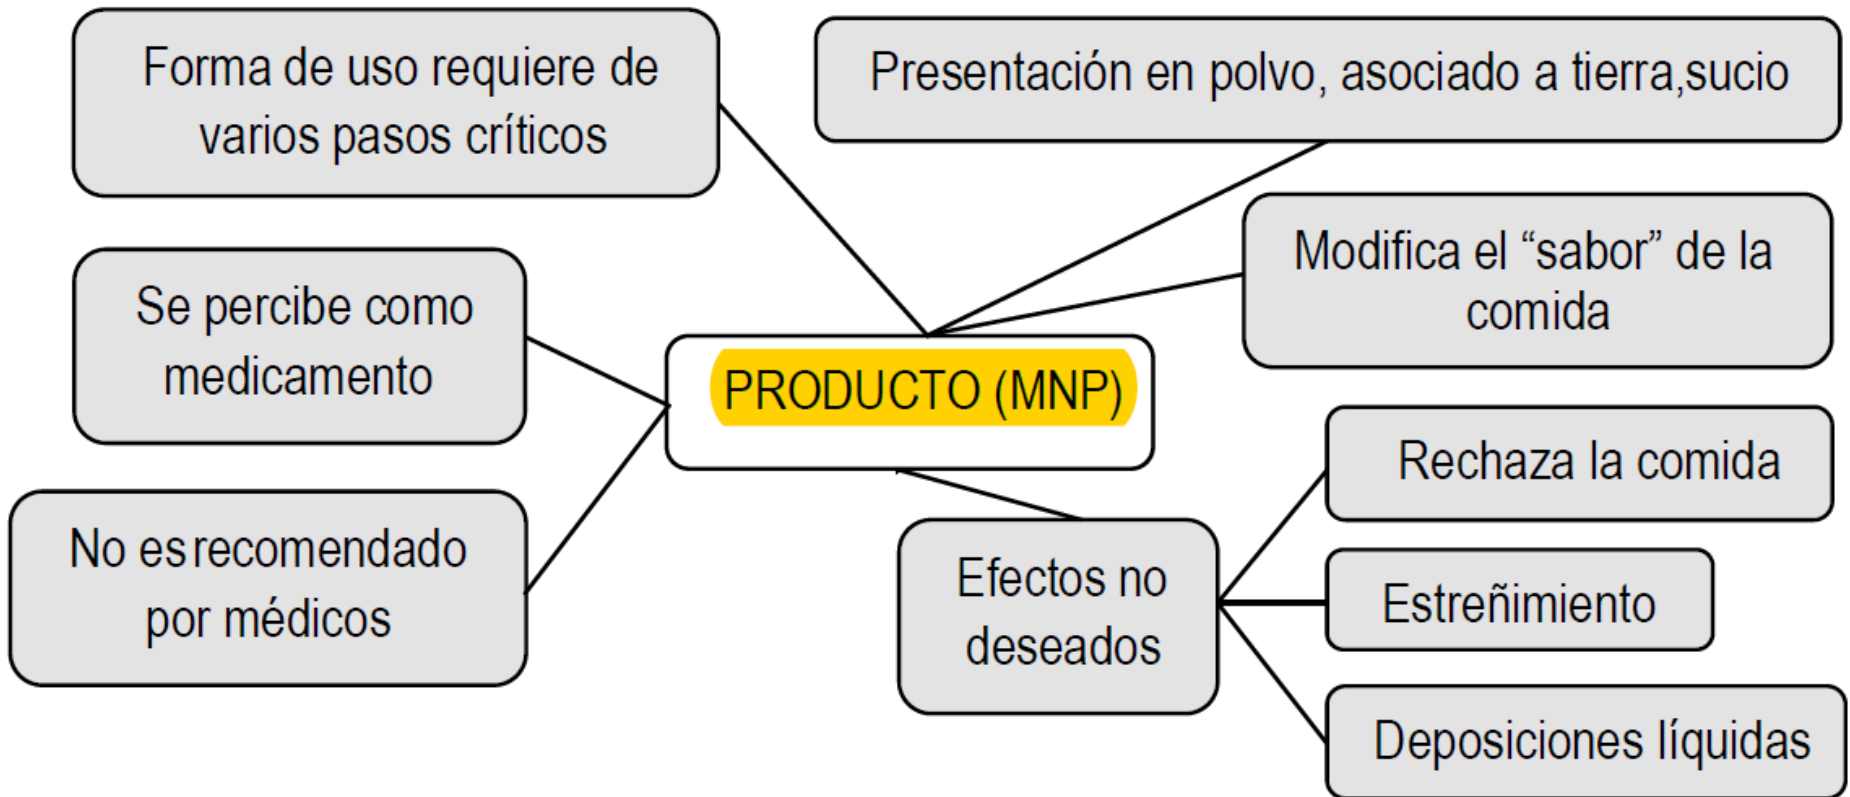 Forma de uso requiere de
varios pasos críticos
Presentación en polvo, asociado a tierra,sucio
Modifica el “sabor” de la
comida
Se percibe como
medicamento
PRODUCTO (MNP)
No es recomendado
por médicos
Efectos no
deseados
Rechaza la comida
Estreñimiento
Deposiciones líquidas